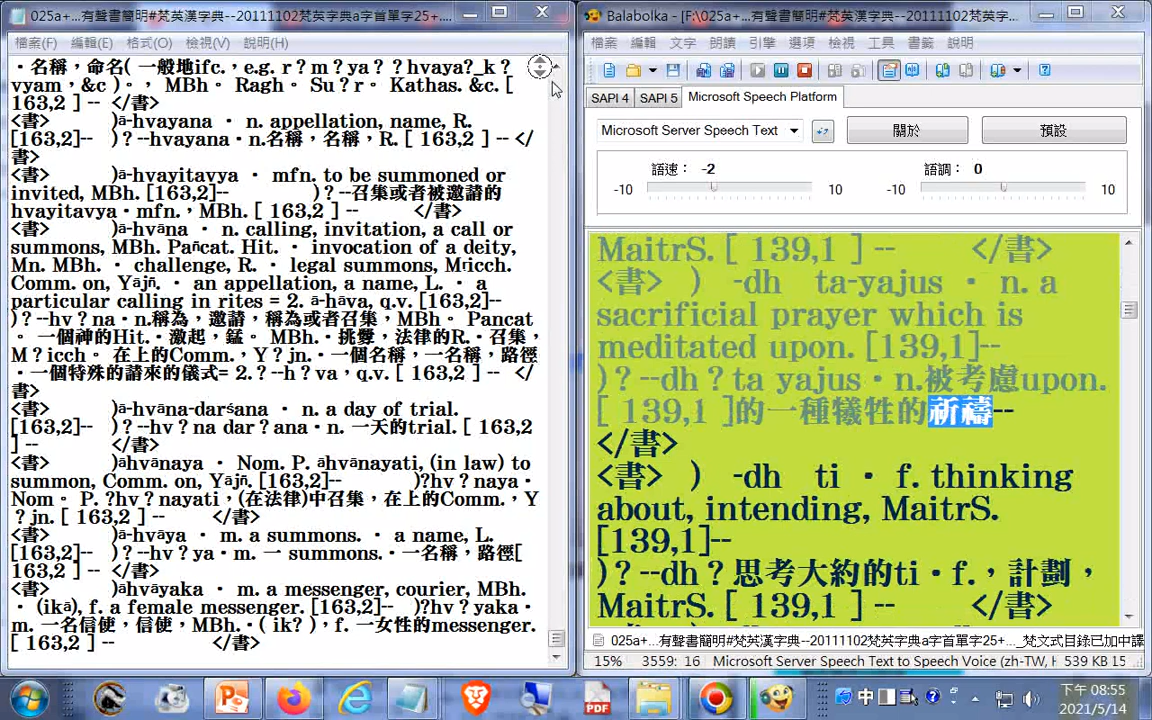 025a+...有聲書簡明#梵英漢字典--20111102梵英字典a字首單字25+...
檔案(F) 編輯(E) 格式(O) 檢視(V) 說明(H)
‧名稱，命名( 一般地ifc.，e.g. r？m？ya？？hvaya?_k？
vyam，&c )。， MBh。Ragh。Su？r。Kathas. &c. [
163,2 ] -- </書>
<書> )ā-hvayana ‧ n. appellation, name, R.
[163,2]-- )？--hvayana‧n.名稱，名稱，R. [ 163,2 ] -- </
書>
<書> )ā-hvayitavya ‧ mfn. to be summoned or
invited, MBh. [163,2]-- )？--召集或者被邀請的
hvayitavya‧mfn.，MBh. [ 163,2 ] -- </書>
<書> )ā-hvāna ‧ n. calling, invitation, a call or
summons, MBh. Pañcat. Hit. ‧ invocation of a deity,
Mn. MBh. ‧ challenge, R. ‧ legal summons, Mṛicch.
Comm. on, Yājñ. ‧ an appellation, a name, L. ‧ a
particular calling in rites = 2. ā-hāva, q.v. [163,2]--
)？--hv？na‧n.稱為，邀請，稱為或者召集，MBh。Pancat
。一個神的Hit.‧激起，錳。 MBh.‧挑釁，法律的R.‧召集，
M？icch。 在上的Comm.，Y？jn.‧一個名稱，一名稱，路徑
‧一個特殊的請來的儀式= 2.？--h？va，q.v. [ 163,2 ] -- </
書>
<書> )ā-hvāna-darśana ‧ n. a day of trial.
[163,2]-- )？--hv？na dar？ana‧n. 一天的trial. [ 163,2
] -- </書>
<書> )āhvānaya ‧ Nom. P. āhvānayati, (in law) to
summon, Comm. on, Yājñ. [163,2]-- )?hv？naya‧
Nom。 P. ?hv？nayati，(在法律)中召集，在上的Comm.，Y
？jn. [ 163,2 ] -- </書>
<書> )ā-hvāya ‧ m. a summons. ‧ a name, L.
[163,2]-- )？--hv？ya‧m. 一 summons.‧一名稱，路徑[
163,2 ] -- </書>
<書> )āhvāyaka ‧ m. a messenger, courier, MBh.
‧ (ikā), f. a female messenger. [163,2]-- )?hv？yaka‧
m. 一名信使，信使，MBh.‧( ik？)，f. 一女性的messenger.
[ 163,2 ] -- </書>
Balabolka - [F:\025a+...有聲書簡明#梵英漢字典--20111102梵英字...
檔案 編輯 文字 朗讀 引擎 選項 檢視 工具 書籤 說明
SAPI 4 SAPI 5 Microsoft Speech Platform
Microsoft Server Speech Text 關於 預設
語速： -2 語調： 0
-10 10 -10 10
MaitrS. [ 139,1 ] -- </書>
<書> ) -dh ta-yajus ‧ n. a
sacrificial prayer which is
meditated upon. [139,1]--
)？--dh？ta yajus‧n.被考慮upon.
[ 139,1 ]的一種犧牲的祈禱--
</書>
<書> ) -dh ti ‧ f. thinking
about, intending, MaitrS.
[139,1]--
)？--dh？思考大約的ti‧f.，計劃，
MaitrS. [ 139,1 ] -- </書>
025a+...有聲書簡明#梵英漢字典--20111102梵英字典a字首單字25+..._梵文式目錄已加中譯
15% 3559: 16 Microsoft Server Speech Text to Speech Voice (zh-TW, H 539 KB 15
中 PDF 下午 08:55
2021/5/14